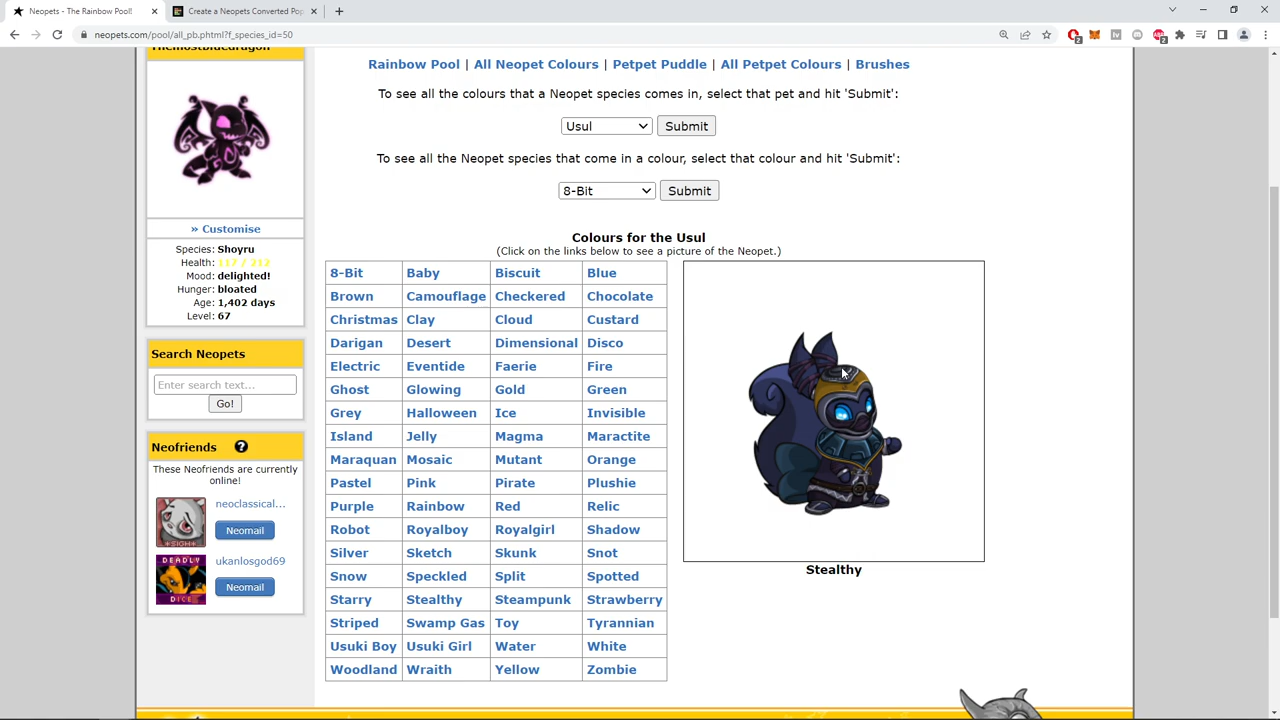 Neopets - The Rainbow Pool!
Create a Neopets Converted Pop
neopets.com/pool/all_pb.phtml?f_species_id=50
Themostbluedragon
Rainbow Pool | All Neopet Colours | Petpet Puddle | All Petpet Colours | Brushes
To see all the colours that a Neopet species comes in, select that pet and hit 'Submit':
Usul Submit
To see all the Neopet species that come in a colour, select that colour and hit 'Submit':
8-Bit Submit
» Customise
Species: Shoyru
Health: 117 / 212
Mood: delighted!
Hunger: bloated
Age: 1,402 days
Level: 67
Search Neopets
Enter search text...
Go!
Neofriends ?
These Neofriends are currently
online!
neoclassical...
Neomail
ukanlosgod69
Neomail
DEADLY
DICE
Colours for the Usul
(Click on the links below to see a picture of the Neopet.)
8-Bit Baby Biscuit Blue
Brown Camouflage Checkered Chocolate
Christmas Clay Cloud Custard
Darigan Desert Dimensional Disco
Electric Eventide Faerie Fire
Ghost Glowing Gold Green
Grey Halloween Ice Invisible
Island Jelly Magma Maractite
Maraquan Mosaic Mutant Orange
Pastel Pink Pirate Plushie
Purple Rainbow Red Relic
Robot Royalboy Royalgirl Shadow
Silver Sketch Skunk Snot
Snow Speckled Split Spotted
Starry Stealthy Steampunk Strawberry
Striped Swamp Gas Toy Tyrannian
Usuki Boy Usuki Girl Water White
Woodland Wraith Yellow Zombie
Stealthy